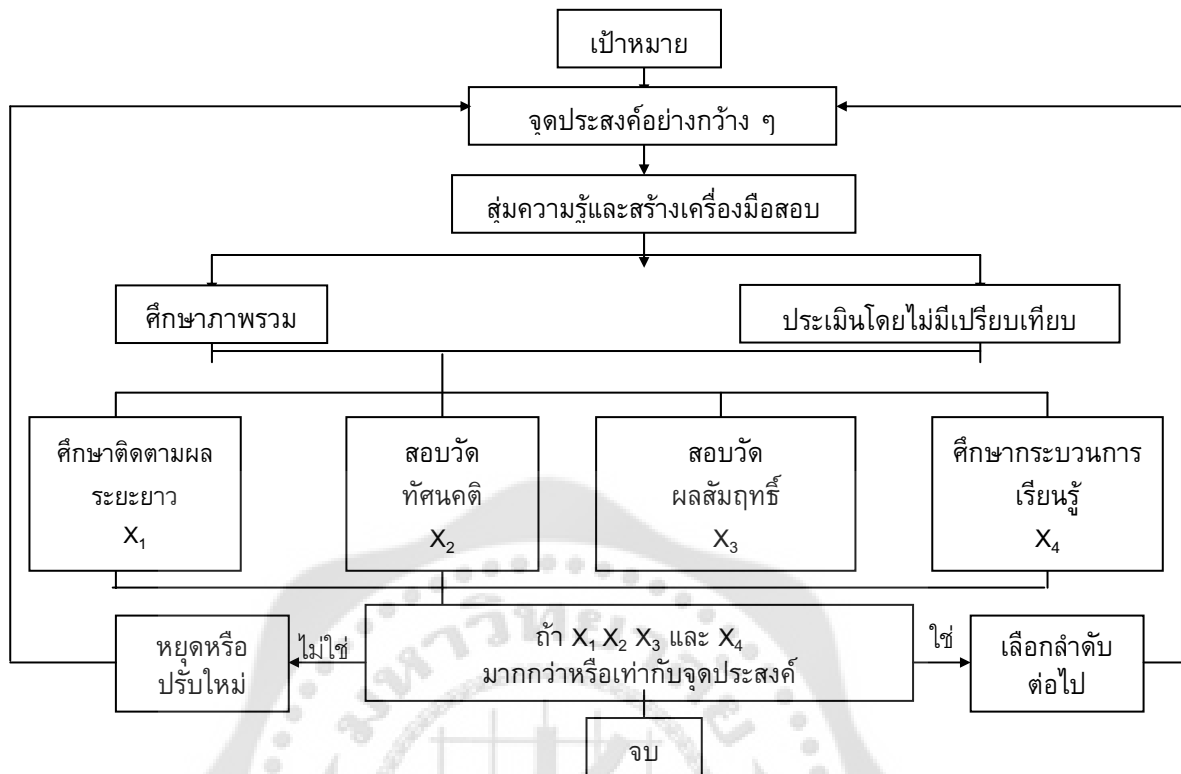 เป้าหมาย
จุดประสงค์อย่างกว้าง ๆ
สุ่มความรู้และสร้างเครื่องมือสอบ
ศึกษาภาพรวม
ประเมินโดยไม่มีเปรียบเทียบ
ศึกษาติดตามผล
ระยะยาว
X₁
สอบวัด
ทัศนคติ
X₂
สอบวัด
ผลสัมฤทธิ์
X₃
ศึกษากระบวนการ
เรียนรู้
X₄
หยุดหรือ
ปรับใหม่
ไม่ใช่
ถ้า X₁ X₂ X₃ และ X₄
มากกว่าหรือเท่ากับจุดประสงค์
ใช่
เลือกลำดับ
ต่อไป
จบ